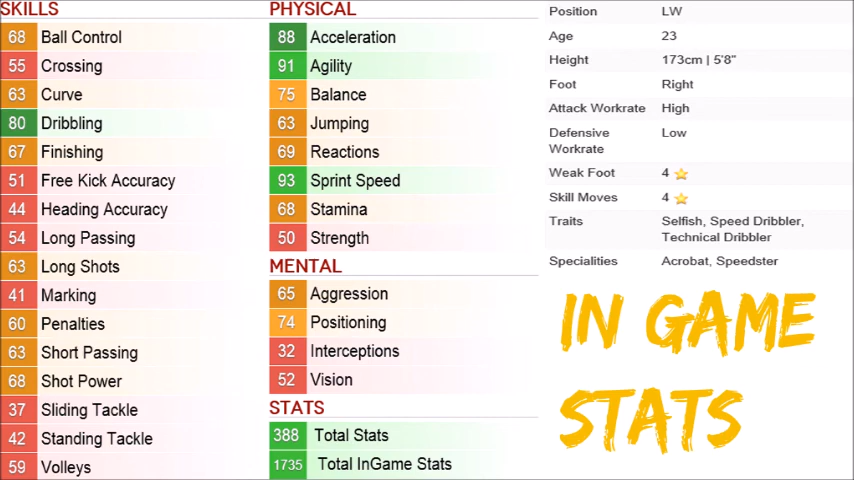 SKILLS
68 Ball Control
55 Crossing
63 Curve
80 Dribbling
67 Finishing
51 Free Kick Accuracy
44 Heading Accuracy
54 Long Passing
63 Long Shots
41 Marking
60 Penalties
63 Short Passing
68 Shot Power
37 Sliding Tackle
42 Standing Tackle
59 Volleys
PHYSICAL
88 Acceleration
91 Agility
75 Balance
63 Jumping
69 Reactions
93 Sprint Speed
68 Stamina
50 Strength
MENTAL
65 Aggression
74 Positioning
32 Interceptions
52 Vision
STATS
388 Total Stats
1735 Total InGame Stats
Position LW
Age 23
Height 173cm | 5'8"
Foot Right
Attack Workrate High
Defensive Low
Workrate
Weak Foot 4
Skill Moves 4
Traits Selfish, Speed Dribbler,
Technical Dribbler
Specialities Acrobat, Speedster
IN GAME
STATS